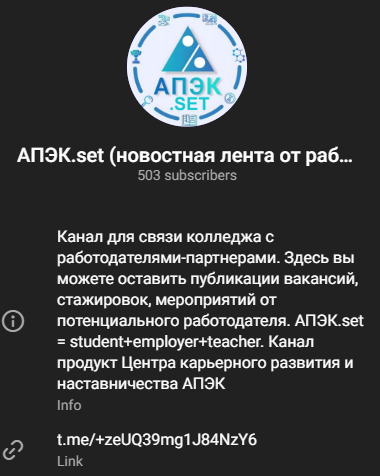 АПЭК
.SET
АПЭК.set (новостная лента от раб...
503 subscribers
Канал для связи колледжа с
работодателями-партнерами. Здесь вы
можете оставить публикации вакансий,
стажировок, мероприятий от
потенциального работодателя. АПЭК.set
= student+employer+teacher. Канал
продукт Центра карьерного развития и
наставничества АПЭК
Info
t.me/+zeUQ39mg1J84NzY6
Link